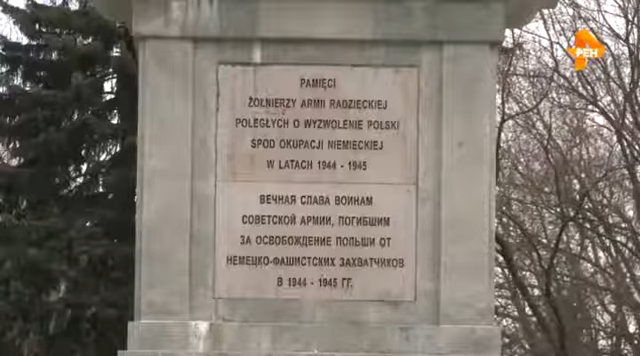 РЕН
PAMIĘCI
ŻOŁNIERZY ARMII RADZIĘCKIEJ
POLEGŁYCH O WYZWOLENIE POLSKI
SPOD OKUPACJI NIEMIECKIEJ
W LATACH 1944 - 1945
ВЕЧНАЯ СЛАВА ВОИНАМ
СОВЕТСКОЙ АРМИИ, ПОГИБШИМ
ЗА ОСВОБОЖДЕНИЕ ПОЛЬШИ ОТ
НЕМЕЦКО-ФАШИСТСКИХ ЗАХВАТЧИКОВ
В 1944 - 1945 ГГ.